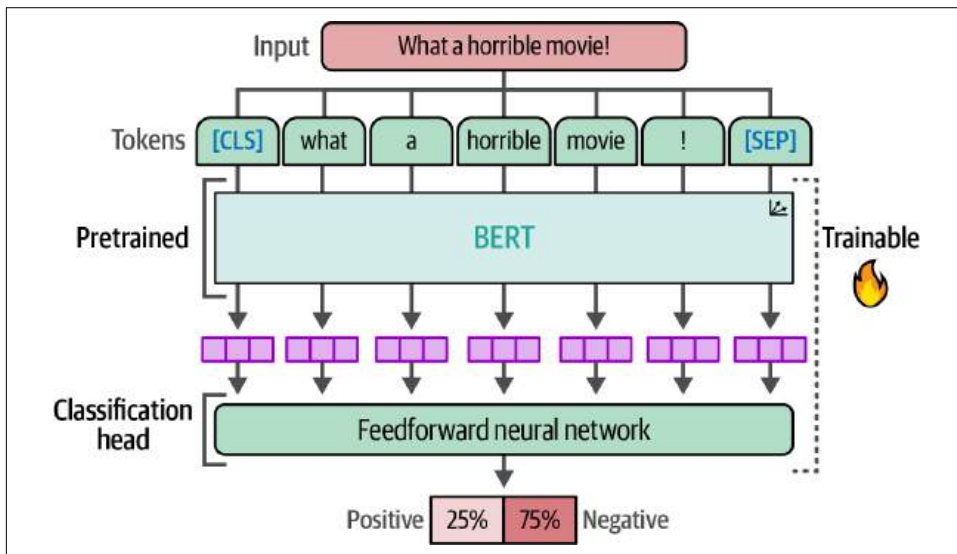 Input What a horrible movie!
Tokens [CLS] what a horrible movie ! [SEP]
Pretrained BERT Trainable
Classification head Feedforward neural network
Positive 25% 75% Negative